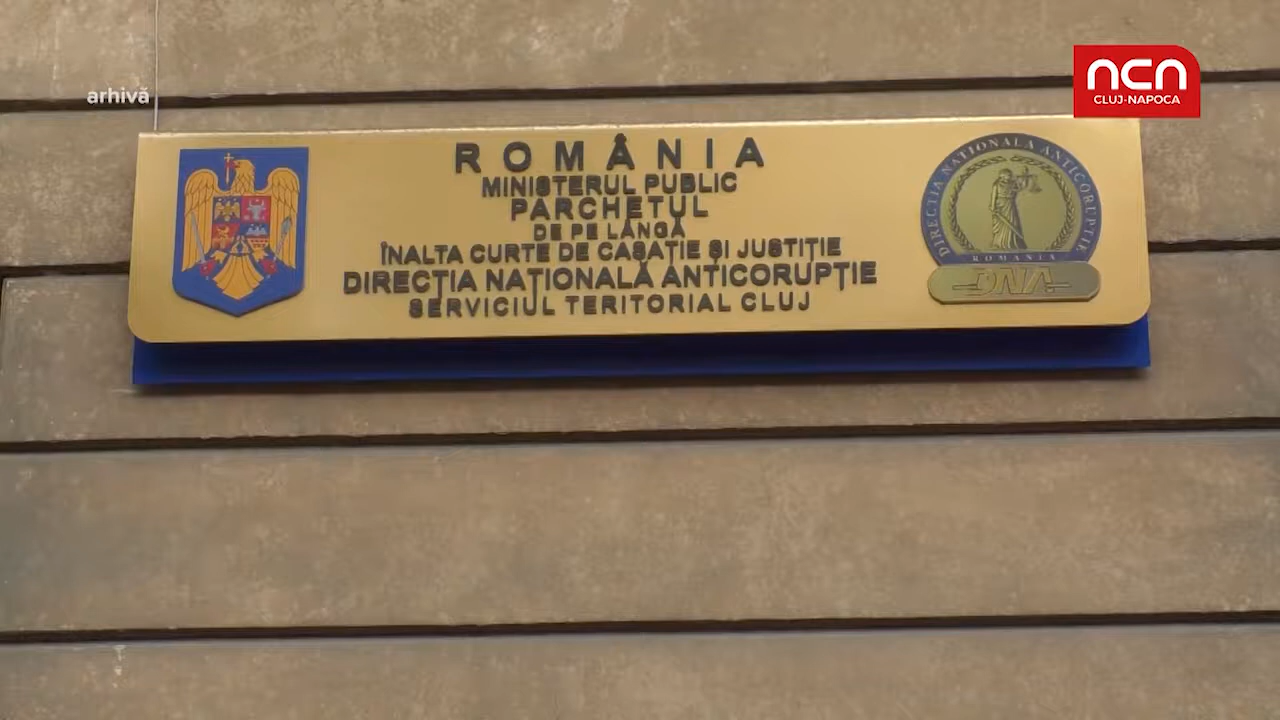 arhivă
ncn
CLUJ-NAPOCA
ROMÂNIA
MINISTERUL PUBLIC
PARCHETUL
DE PE LÂNGĂ
ÎNALTA CURTE DE CASAȚIE ȘI JUSTIȚIE
DIRECȚIA NAȚIONALĂ ANTICORUPȚIE
SERVICIUL TERITORIAL CLUJ
DIRECȚIA NAȚIONALA ANTICORUPȚIE
ROMANIA
DNA